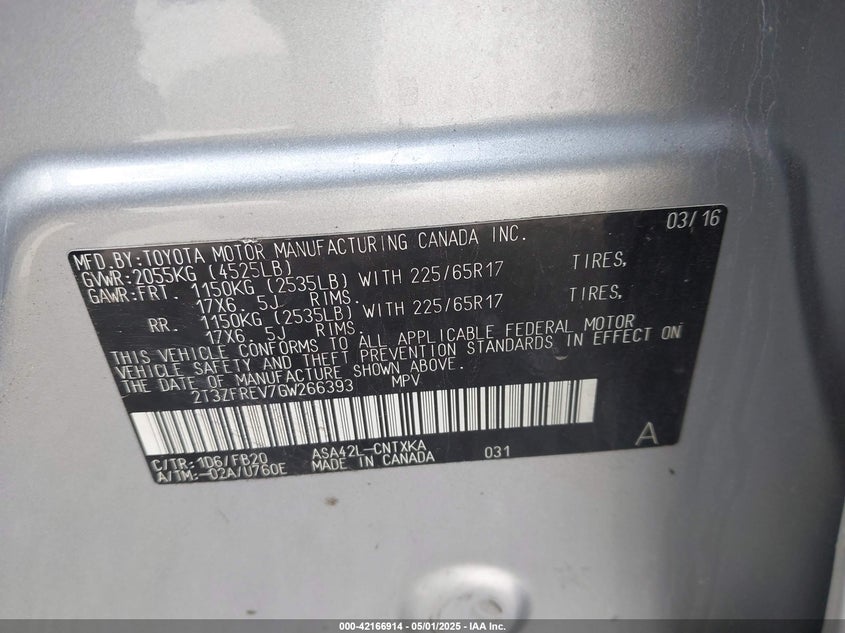 03/16
MFD.BY:TOYOTA MOTOR MANUFACTURING CANADA INC.
GVWR:2055KG (4525LB)
GAWR:FRT. 1150KG (2535LB) WITH 225/65R17 TIRES,
17X6. 5J RIMS.
RR. 1150KG (2535LB) WITH 225/65R17 TIRES,
17X6. 5J RIMS.
THIS VEHICLE CONFORMS TO ALL APPLICABLE FEDERAL MOTOR
VEHICLE SAFETY AND THEFT PREVENTION STANDARDS IN EFFECT ON
THE DATE OF MANUFACTURE SHOWN ABOVE.
2T3ZFREV7GW266393 MPV
C/TR:1D6/FB20 ASA42L-CNTXKA 031 A
A/TM:-02A/U760E MADE IN CANADA
000-42166914 - 05/01/2025 - IAA Inc.